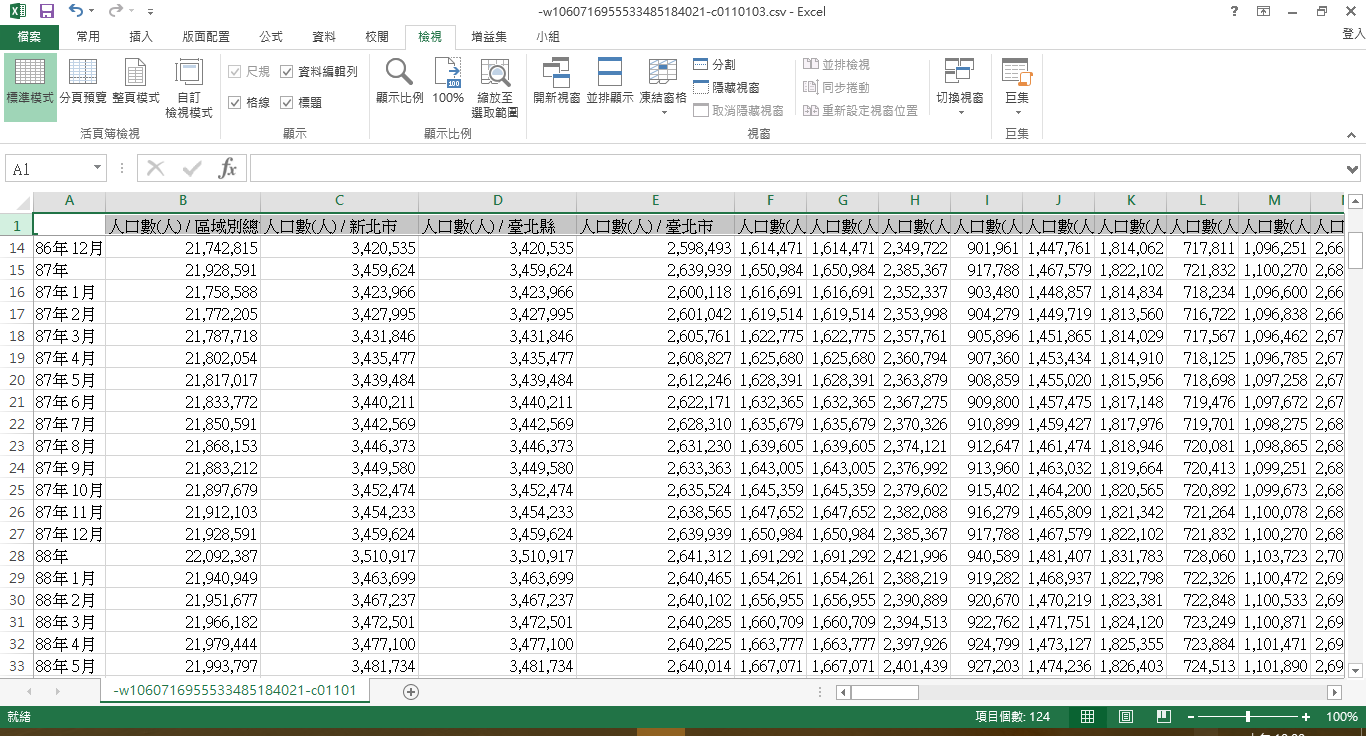 -w1060716955533485184021-c0110103.csv - Excel
檔案 常用 插入 版面配置 公式 資料 校閱 檢視 增益集 小組 登入
標準模式 分頁預覽 整頁模式 自訂檢視模式 尺規 資料編輯列 格線 標題 顯示比例 100% 縮放至選取範圍 開新視窗 並排顯示 凍結窗格 分割 隱藏視窗 取消隱藏視窗 並排檢視 同步捲動 重新設定視窗位置 切換視窗 巨集
活頁簿檢視 顯示 顯示比例 視窗 巨集
A1 fx
A B C D E F G H I J K L M
1 人口數(人) / 區域別總 人口數(人) / 新北市 人口數(人) / 臺北縣 人口數(人) / 臺北市 人口數(人 人口數(人 人口數(人 人口數(人 人口數(人 人口數(人 人口數(人 人口數(人 人口
14 86年12月 21,742,815 3,420,535 3,420,535 2,598,493 1,614,471 1,614,471 2,349,722 901,961 1,447,761 1,814,062 717,811 1,096,251 2,66
15 87年 21,928,591 3,459,624 3,459,624 2,639,939 1,650,984 1,650,984 2,385,367 917,788 1,467,579 1,822,102 721,832 1,100,270 2,68
16 87年1月 21,758,588 3,423,966 3,423,966 2,600,118 1,616,691 1,616,691 2,352,337 903,480 1,448,857 1,814,834 718,234 1,096,600 2,66
17 87年2月 21,772,205 3,427,995 3,427,995 2,601,042 1,619,514 1,619,514 2,353,998 904,279 1,449,719 1,813,560 716,722 1,096,838 2,66
18 87年3月 21,787,718 3,431,846 3,431,846 2,605,761 1,622,775 1,622,775 2,357,761 905,896 1,451,865 1,814,029 717,567 1,096,462 2,67
19 87年4月 21,802,054 3,435,477 3,435,477 2,608,827 1,625,680 1,625,680 2,360,794 907,360 1,453,434 1,814,910 718,125 1,096,785 2,67
20 87年5月 21,817,017 3,439,484 3,439,484 2,612,246 1,628,391 1,628,391 2,363,879 908,859 1,455,020 1,815,956 718,698 1,097,258 2,67
21 87年6月 21,833,772 3,440,211 3,440,211 2,622,171 1,632,365 1,632,365 2,367,275 909,800 1,457,475 1,817,148 719,476 1,097,672 2,67
22 87年7月 21,850,591 3,442,569 3,442,569 2,628,310 1,635,679 1,635,679 2,370,326 910,899 1,459,427 1,817,976 719,701 1,098,275 2,68
23 87年8月 21,868,153 3,446,373 3,446,373 2,631,230 1,639,605 1,639,605 2,374,121 912,647 1,461,474 1,818,946 720,081 1,098,865 2,68
24 87年9月 21,883,212 3,449,580 3,449,580 2,633,363 1,643,005 1,643,005 2,376,992 913,960 1,463,032 1,819,664 720,413 1,099,251 2,68
25 87年10月 21,897,679 3,452,474 3,452,474 2,635,524 1,645,359 1,645,359 2,379,602 915,402 1,464,200 1,820,565 720,892 1,099,673 2,68
26 87年11月 21,912,103 3,454,233 3,454,233 2,638,565 1,647,652 1,647,652 2,382,088 916,279 1,465,809 1,821,342 721,264 1,100,078 2,68
27 87年12月 21,928,591 3,459,624 3,459,624 2,639,939 1,650,984 1,650,984 2,385,367 917,788 1,467,579 1,822,102 721,832 1,100,270 2,68
28 88年 22,092,387 3,510,917 3,510,917 2,641,312 1,691,292 1,691,292 2,421,996 940,589 1,481,407 1,831,783 728,060 1,103,723 2,70
29 88年1月 21,940,949 3,463,699 3,463,699 2,640,465 1,654,261 1,654,261 2,388,219 919,282 1,468,937 1,822,798 722,326 1,100,472 2,69
30 88年2月 21,951,677 3,467,237 3,467,237 2,640,102 1,656,955 1,656,955 2,390,889 920,670 1,470,219 1,823,381 722,848 1,100,533 2,69
31 88年3月 21,966,182 3,472,501 3,472,501 2,640,285 1,660,709 1,660,709 2,394,513 922,762 1,471,751 1,824,120 723,249 1,100,871 2,69
32 88年4月 21,979,444 3,477,100 3,477,100 2,640,225 1,663,777 1,663,777 2,397,926 924,799 1,473,127 1,825,355 723,884 1,101,471 2,69
33 88年5月 21,993,797 3,481,734 3,481,734 2,640,014 1,667,071 1,667,071 2,401,439 927,203 1,474,236 1,826,403 724,513 1,101,890 2,69
-w1060716955533485184021-c01101
就緒 項目個數: 124 100%